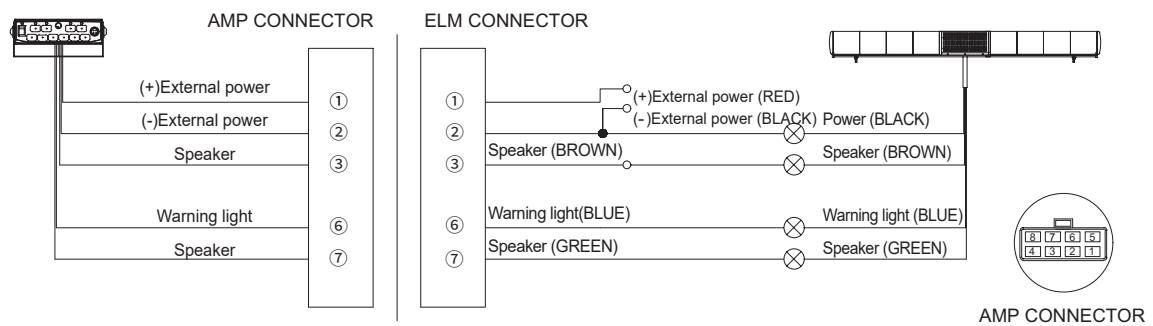 AMP CONNECTOR
ELM CONNECTOR
(+)External power
①
①
(+)External power (RED)
(-)External power
②
②
(-)External power (BLACK)
Power (BLACK)
Speaker
③
③
Speaker (BROWN)
Speaker (BROWN)
Warning light
⑥
⑥
Warning light(BLUE)
Warning light (BLUE)
Speaker
⑦
⑦
Speaker (GREEN)
Speaker (GREEN)
8 7 6 5
4 3 2 1
AMP CONNECTOR